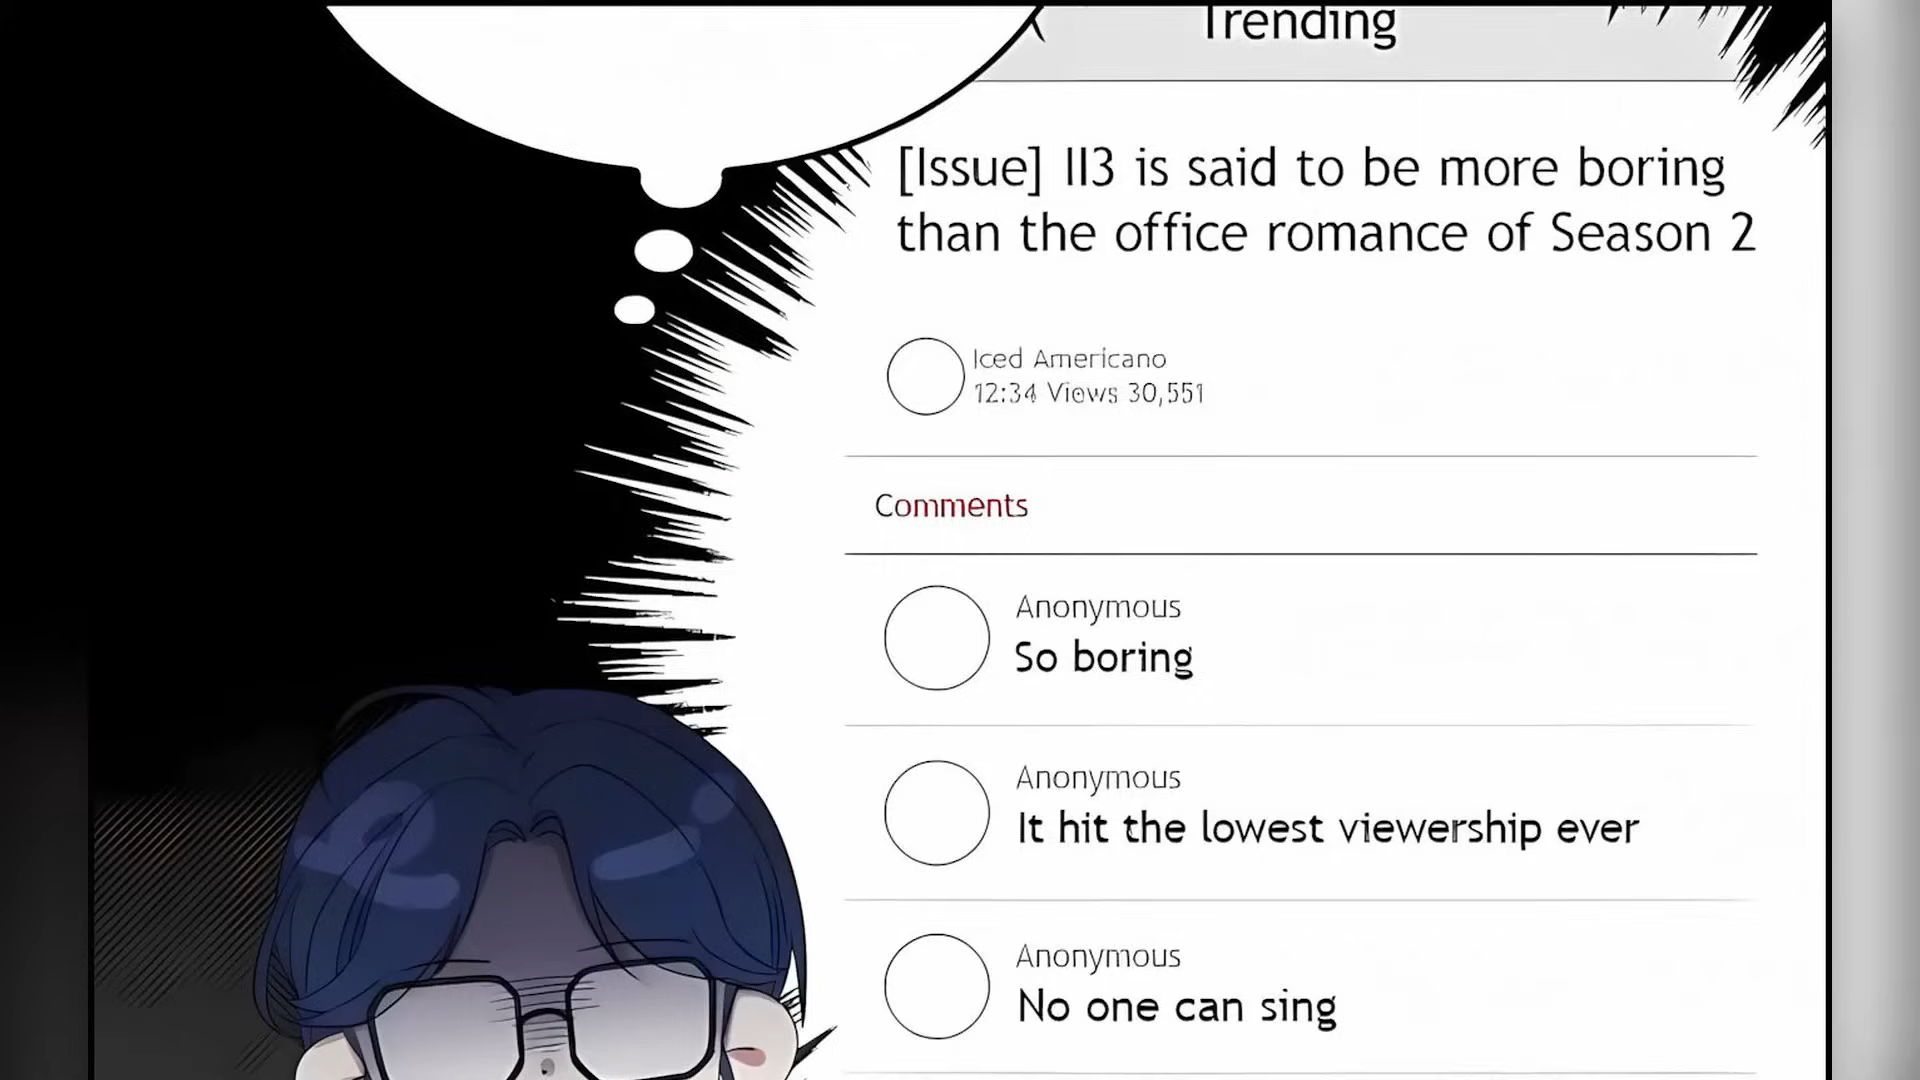 Trending
[Issue] II3 is said to be more boring
than the office romance of Season 2
Iced Americano
12:34 Views 30,551
Comments
Anonymous
So boring
Anonymous
It hit the lowest viewership ever
Anonymous
No one can sing